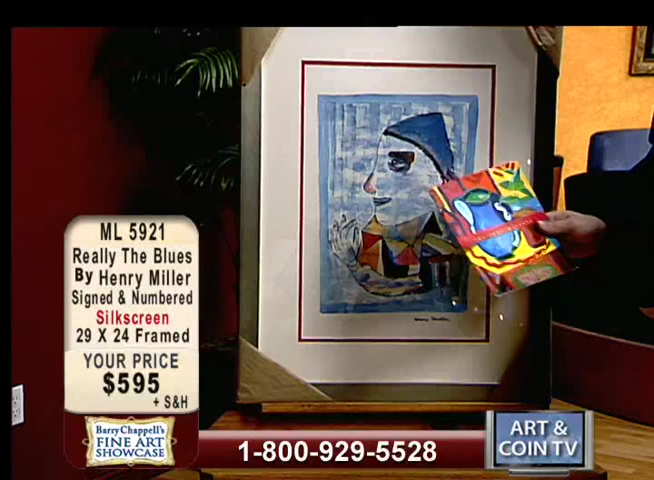 ML 5921
Really The Blues
By Henry Miller
Signed & Numbered
Silkscreen
29 X 24 Framed
YOUR PRICE
$595
+ S&H
Barry Chappell's
FINE ART
SHOWCASE
1-800-929-5528
ART &
COIN TV